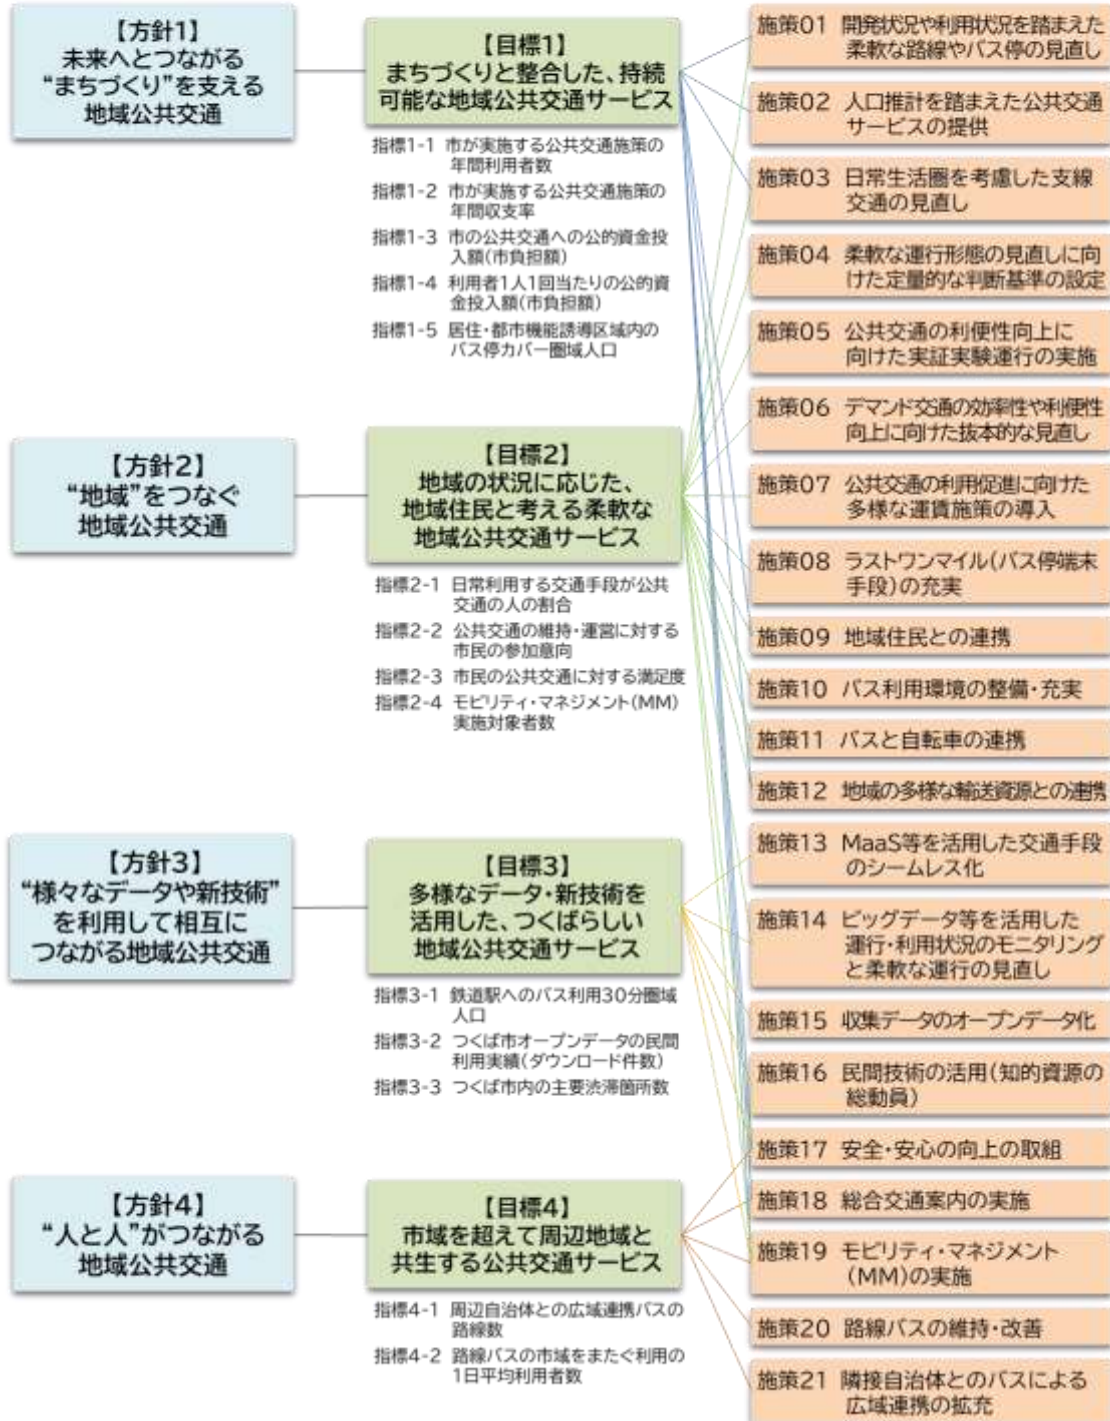 【方針1】
未来へとつながる
“まちづくり”を支える
地域公共交通
【目標1】
まちづくりと整合した、持続
可能な地域公共交通サービス
指標1-1 市が実施する公共交通施策の
年間利用者数
指標1-2 市が実施する公共交通施策の
年間収支率
指標1-3 市の公共交通への公的資金投
入額(市負担額)
指標1-4 利用者1人1回当たりの公的資
金投入額(市負担額)
指標1-5 居住・都市機能誘導区域内の
バス停カバー圏域人口
【方針2】
“地域”をつなぐ
地域公共交通
【目標2】
地域の状況に応じた、
地域住民と考える柔軟な
地域公共交通サービス
指標2-1 日常利用する交通手段が公共
交通の人の割合
指標2-2 公共交通の維持・運営に対する
市民の参加意向
指標2-3 市民の公共交通に対する満足度
指標2-4 モビリティ・マネジメント(MM)
実施対象者数
【方針3】
“様々なデータや新技術”
を利用して相互に
つながる地域公共交通
【目標3】
多様なデータ・新技術を
活用した、つくばらしい
地域公共交通サービス
指標3-1 鉄道駅へのバス利用30分圏域
人口
指標3-2 つくば市オープンデータの民間
利用実績(ダウンロード件数)
指標3-3 つくば市内の主要渋滞箇所数
【方針4】
“人と人”がつながる
地域公共交通
【目標4】
市域を超えて周辺地域と
共生する公共交通サービス
指標4-1 周辺自治体との広域連携バスの
路線数
指標4-2 路線バスの市域をまたぐ利用の
1日平均利用者数
施策01 開発状況や利用状況を踏まえた
柔軟な路線やバス停の見直し
施策02 人口推計を踏まえた公共交通
サービスの提供
施策03 日常生活圏を考慮した支線
交通の見直し
施策04 柔軟な運行形態の見直しに向
けた定量的な判断基準の設定
施策05 公共交通の利便性向上に
向けた実証実験運行の実施
施策06 デマンド交通の効率性や利便性
向上に向けた抜本的な見直し
施策07 公共交通の利用促進に向けた
多様な運賃施策の導入
施策08 ラストワンマイル(バス停端末
手段)の充実
施策09 地域住民との連携
施策10 バス利用環境の整備・充実
施策11 バスと自転車の連携
施策12 地域の多様な輸送資源との連携
施策13 MaaS等を活用した交通手段
のシームレス化
施策14 ビッグデータ等を活用した
運行・利用状況のモニタリング
と柔軟な運行の見直し
施策15 収集データのオープンデータ化
施策16 民間技術の活用(知的資源の
総動員)
施策17 安全・安心の向上の取組
施策18 総合交通案内の実施
施策19 モビリティ・マネジメント
(MM)の実施
施策20 路線バスの維持・改善
施策21 隣接自治体とのバスによる
広域連携の拡充